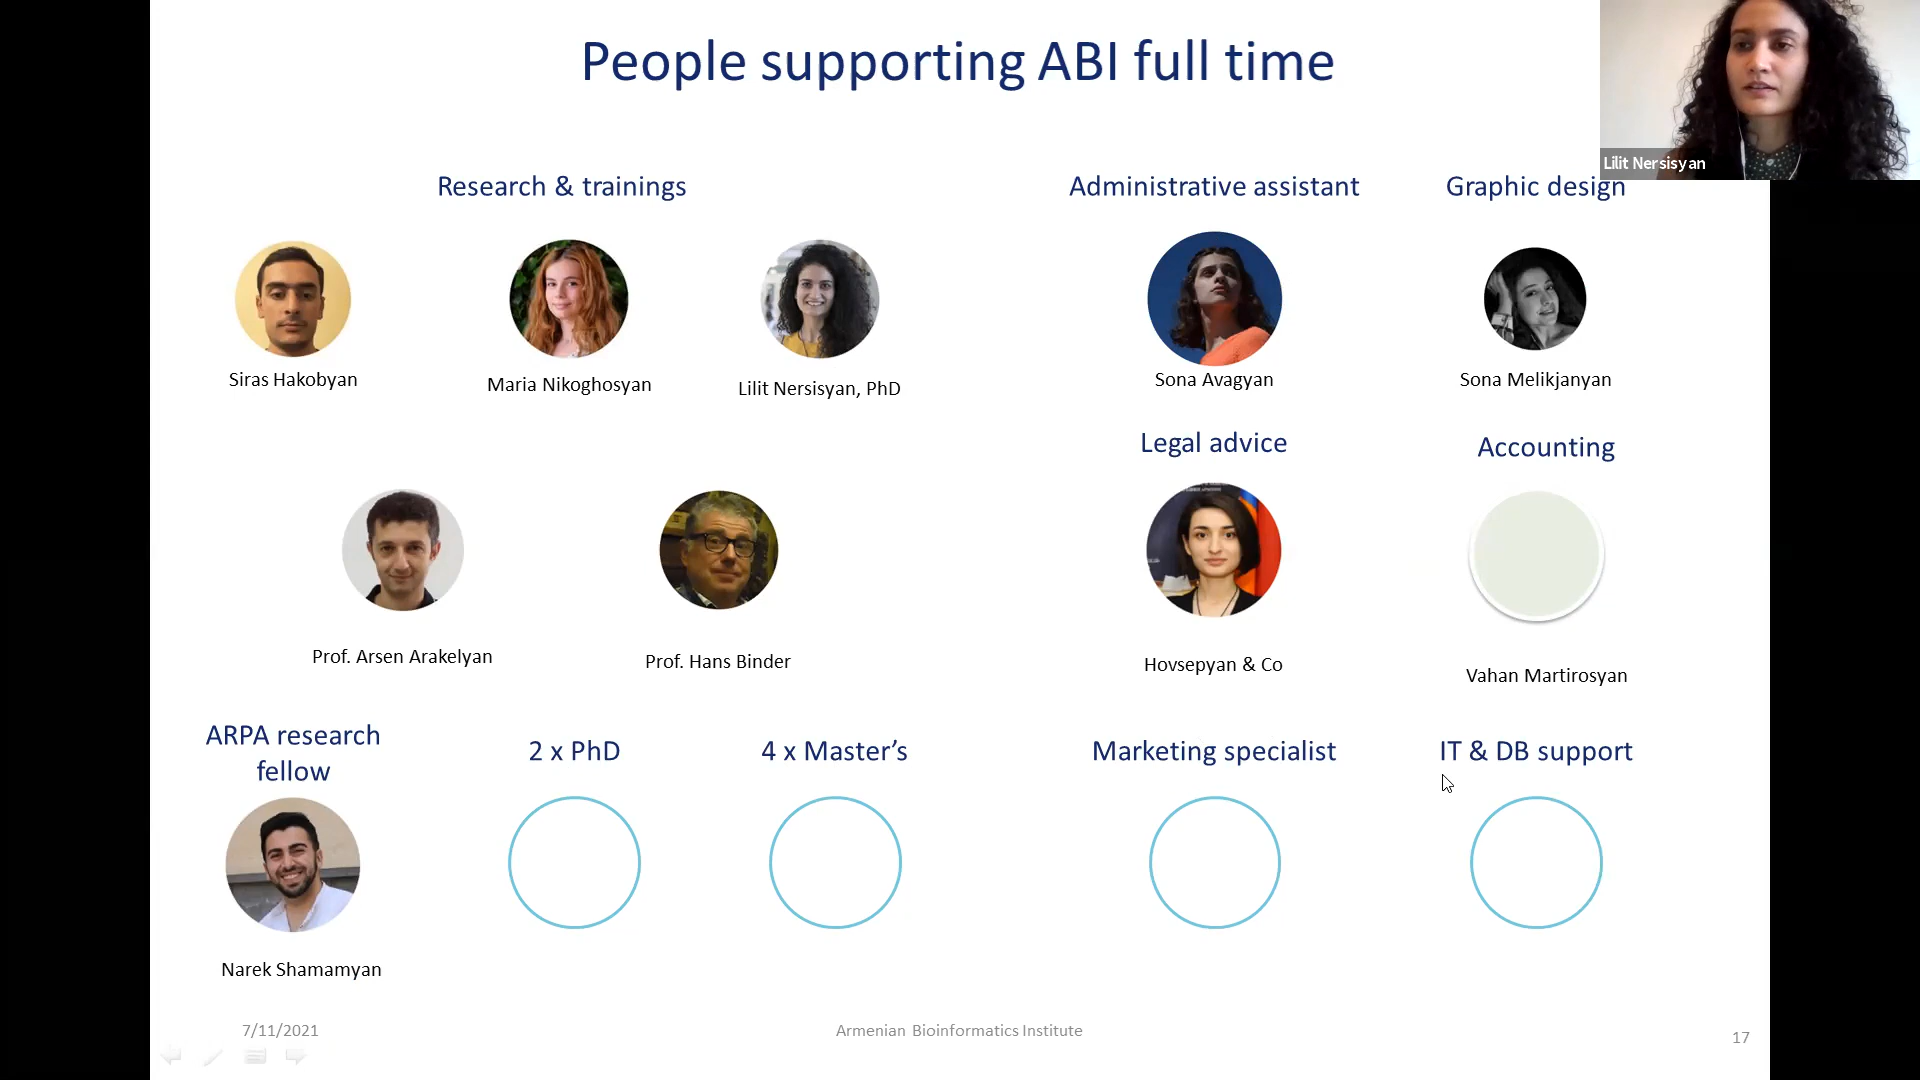 People supporting ABI full time
Lilit Nersisyan
Research & trainings
Administrative assistant
Graphic design
Siras Hakobyan
Maria Nikoghosyan
Lilit Nersisyan, PhD
Sona Avagyan
Sona Melikjanyan
Legal advice
Accounting
Prof. Arsen Arakelyan
Prof. Hans Binder
Hovsepyan & Co
Vahan Martirosyan
ARPA research
fellow
2 x PhD
4 x Master’s
Marketing specialist
IT & DB support
Narek Shamamyan
7/11/2021
Armenian Bioinformatics Institute
17